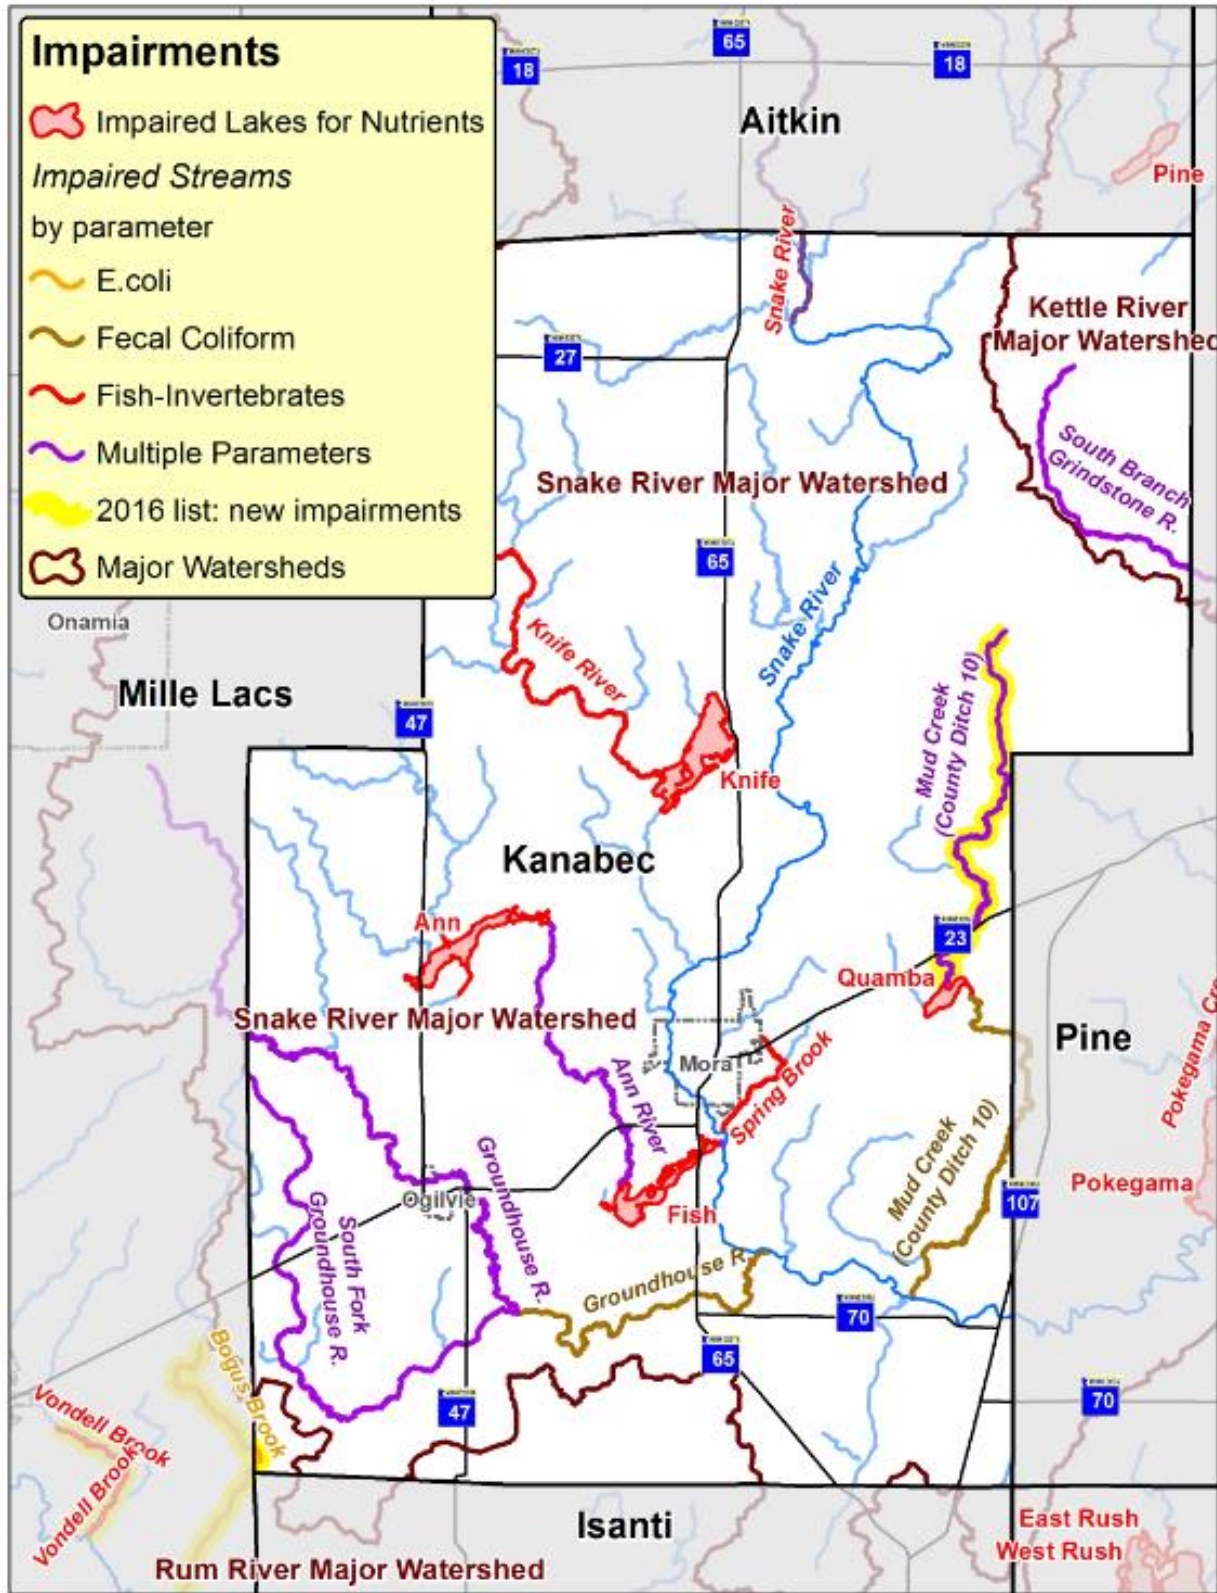 Impairments
Impaired Lakes for Nutrients
Impaired Streams
by parameter
E.coli
Fecal Coliform
Fish-Invertebrates
Multiple Parameters
2016 list: new impairments
Major Watersheds
65
18
18
Aitkin
Pine
Snake River
Kettle River
Major Watershed
27
South Branch
Grindstone R.
Snake River Major Watershed
65
Snake River
Onamia
Knife River
Mille Lacs
47
Mud Creek
(County Ditch 10)
Knife
Kanabec
Ann
23
Quamba
Snake River Major Watershed
Mora
Spring Brook
Pine
Pokegama Cre
Ann River
Mud Creek
(County Ditch 10)
Groundhouse R.
Ogilvie
South Fork
Groundhouse R.
Fish
Pokegama
107
Groundhouse R.
70
65
Bogus Brook
47
70
Vondell Brook
Vondell Brook
Isanti
East Rush
West Rush
Rum River Major Watershed